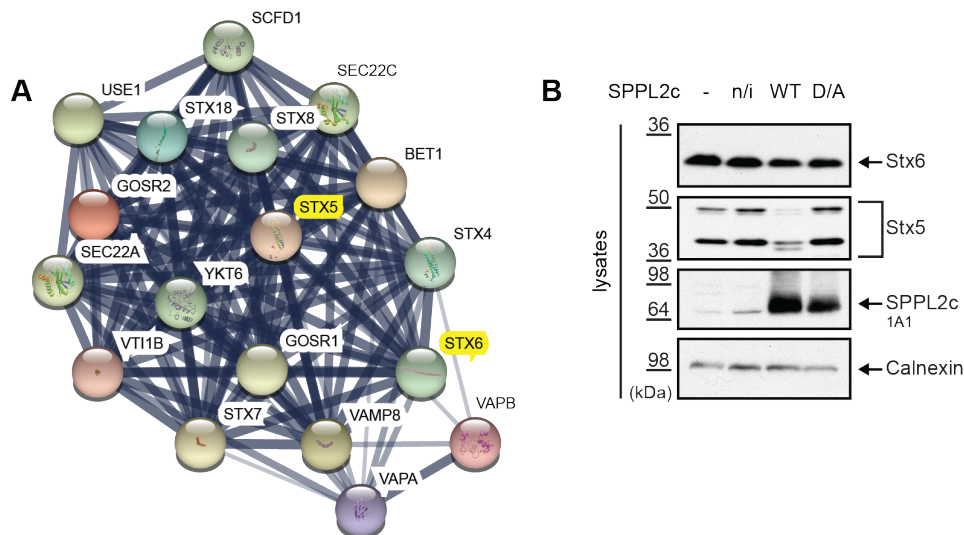 A
SCFD1
SEC22C
USE1
STX18
STX8
BET1
GOSR2
STX5
STX4
SEC22A
YKT6
VTI1B
GOSR1
STX6
STX7
VAMP8
VAPB
VAPA
B
SPPL2c - n/i WT D/A
lysates
36
Stx6
50
Stx5
36
98
SPPL2c
64
1A1
98
Calnexin
(kDa)